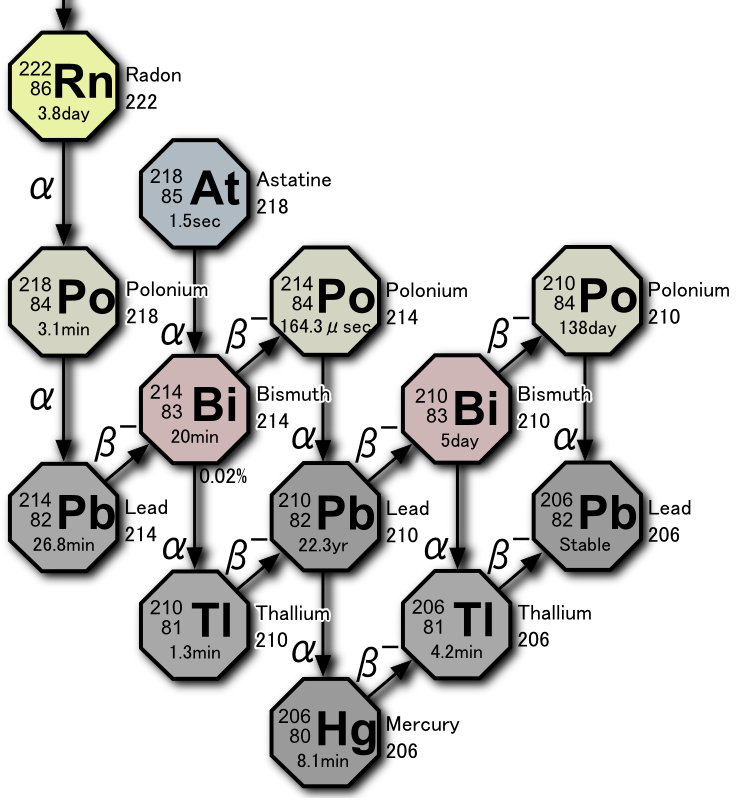 222
86
Rn
3.8day
Radon
222
α
218
85
At
1.5sec
Astatine
218
218
84
Po
3.1min
Polonium
218
α
β−
214
84
Po
164.3μsec
Polonium
214
β−
210
84
Po
138day
Polonium
210
α
β−
214
83
Bi
20min
Bismuth
214
0.02%
α
β−
210
83
Bi
5day
Bismuth
210
α
214
82
Pb
26.8min
Lead
214
α
β−
210
82
Pb
22.3yr
Lead
210
α
β−
206
82
Pb
Stable
Lead
206
210
81
Tl
1.3min
Thallium
210
α
β−
206
81
Tl
4.2min
Thallium
206
206
80
Hg
8.1min
Mercury
206